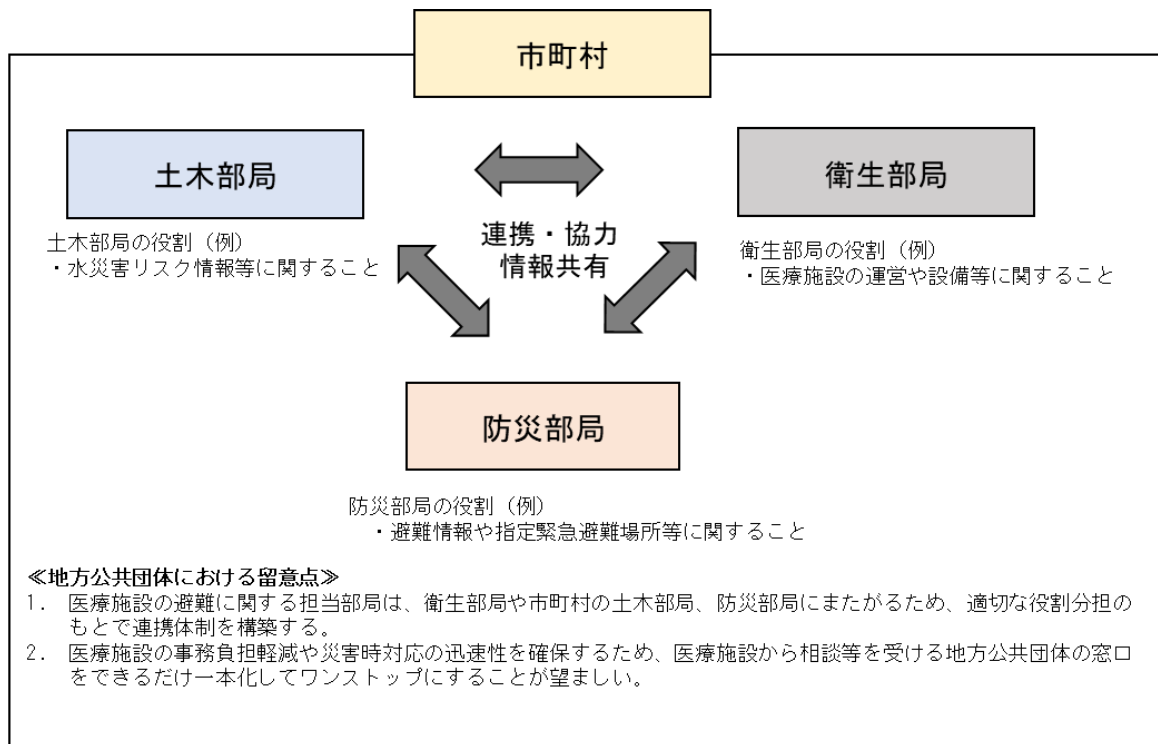 市町村
土木部局
衛生部局
連携・協力
情報共有
土木部局の役割（例）
・水災害リスク情報等に関すること
衛生部局の役割（例）
・医療施設の運営や設備等に関すること
防災部局
防災部局の役割（例）
・避難情報や指定緊急避難場所等に関すること
≪地方公共団体における留意点≫
1. 医療施設の避難に関する担当部局は、衛生部局や市町村の土木部局、防災部局にまたがるため、適切な役割分担の
もとで連携体制を構築する。
2. 医療施設の事務負担軽減や災害時対応の迅速性を確保するため、医療施設から相談等を受ける地方公共団体の窓口
をできるだけ一本化してワンストップにすることが望ましい。